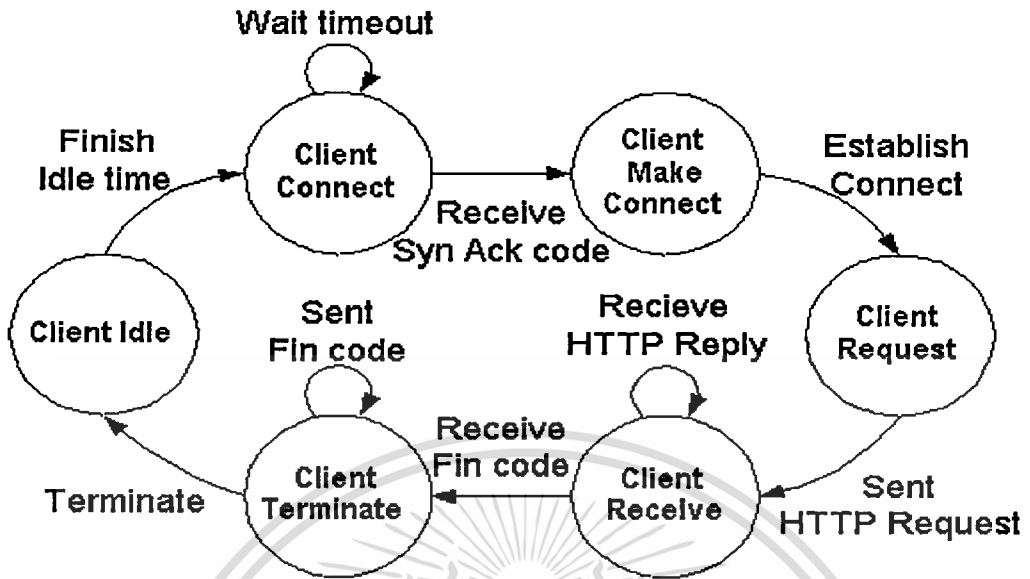 Wait timeout
Finish
Idle time
Client
Connect
Client
Make
Connect
Establish
Connect
Receive
Syn Ack code
Client Idle
Sent
Fin code
Recieve
HTTP Reply
Client
Request
Receive
Fin code
Terminate
Client
Terminate
Client
Receive
Sent
HTTP Request